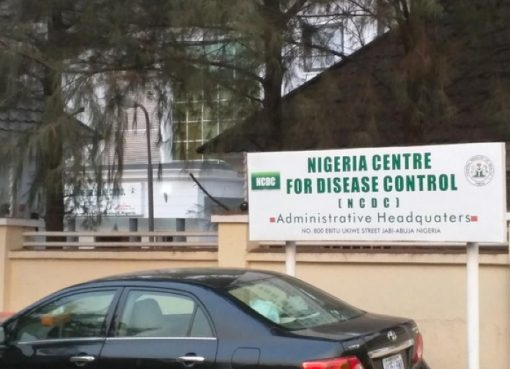 NCDC
NIGERIA CENTRE
FOR DISEASE CONTROL
(NCDC)
Administrative Headquaters
NO. 800 EBITU UKIWE STREET JABI-ABUJA NIGERIA